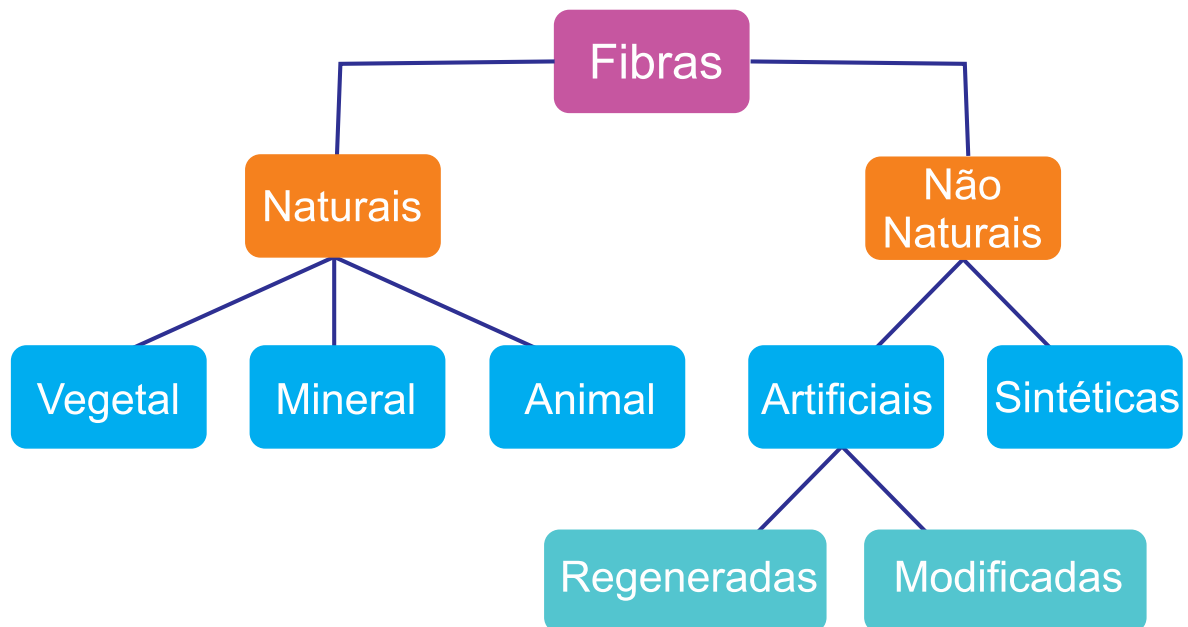 Fibras
Naturais
Não
Naturais
Vegetal
Mineral
Animal
Artificiais
Sintéticas
Regeneradas
Modificadas